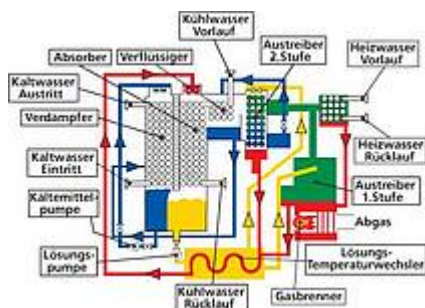 Kühlwasser
Vorlauf
Absorber
Verflüssiger
Austreiber
2.Stufe
Heizwasser
Vorlauf
Kaltwasser
Austritt
Verdampfer
Heizwasser
Rücklauf
Kaltwasser
Eintritt
Austreiber
1.Stufe
Kältemittel-
pumpe
Abgas
Lösungs-
pumpe
Lösungs-
Temperaturwechsler
Kühlwasser
Rücklauf
Gasbrenner